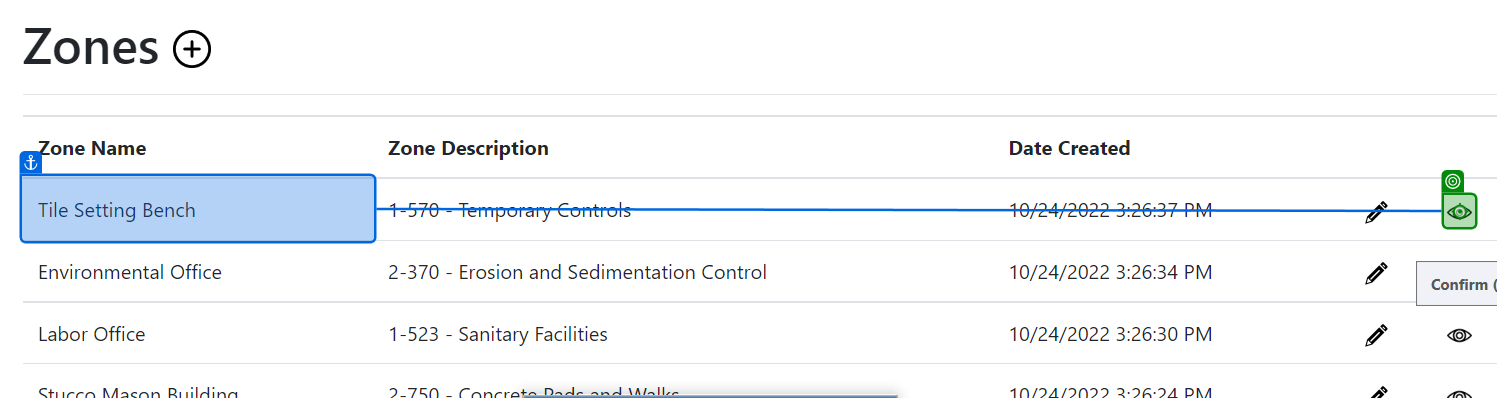 Zones
Zone Name Zone Description Date Created
Tile Setting Bench 1-570 - Temporary Controls 10/24/2022 3:26:37 PM
Environmental Office 2-370 - Erosion and Sedimentation Control 10/24/2022 3:26:34 PM
Confirm (
Labor Office 1-523 - Sanitary Facilities 10/24/2022 3:26:30 PM
Stucco Mason Building 2-750 - Concrete Pads and Walks 10/24/2022 3:26:24 PM